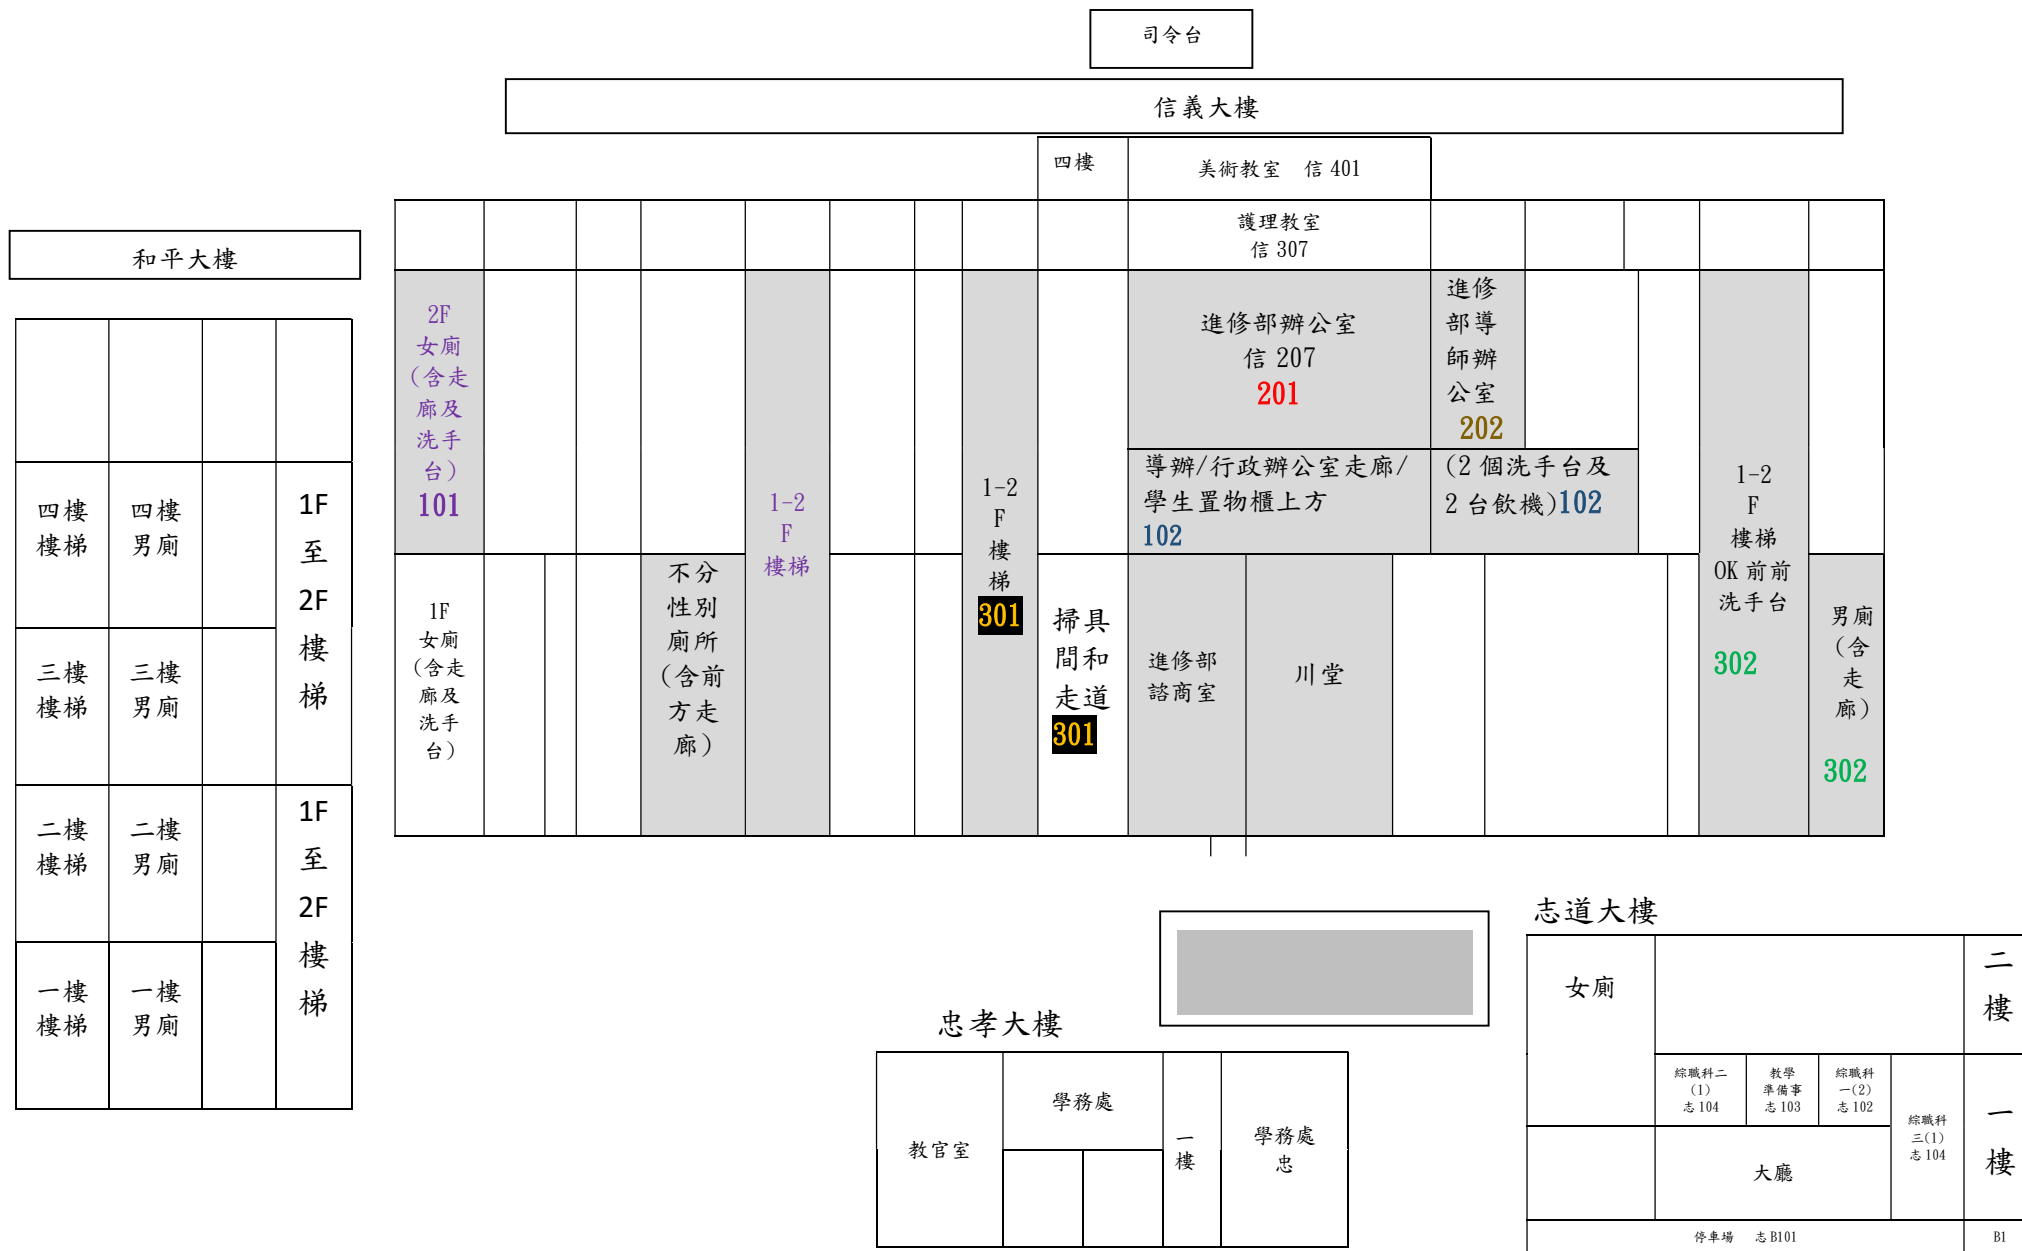 司令台
信義大樓
四樓
美術教室 信 401
護理教室
信 307
和平大樓
四樓
樓梯
四樓
男廁
1F
至
2F
樓
梯
三樓
樓梯
三樓
男廁
二樓
樓梯
二樓
男廁
1F
至
2F
樓
梯
一樓
樓梯
一樓
男廁
2F
女廁
(含走
廊及
洗手
台)
101
1-2
F
樓梯
1-2
F
樓
梯
301
進修部辦公室
信 207
201
進修
部導
師辦
公室
202
導辦/行政辦公室走廊/
學生置物櫃上方
102
(2 個洗手台及
2 台飲機)102
1-2
F
樓梯
OK 前前
洗手台
302
1F
女廁
(含走
廊及
洗手
台)
不分
性別
廁所
(含前
方走
廊)
掃具
間和
走道
301
進修部
諮商室
川堂
男廁
(含
走
廊)
302
忠孝大樓
教官室
學務處
一
樓
學務處
忠
志道大樓
女廁
二
樓
綜職科二
(1)
志 104
教學
準備事
志 103
綜職科
一(2)
志 102
綜職科
三(1)
志 104
一
樓
大廳
停車場 志 B101
B1